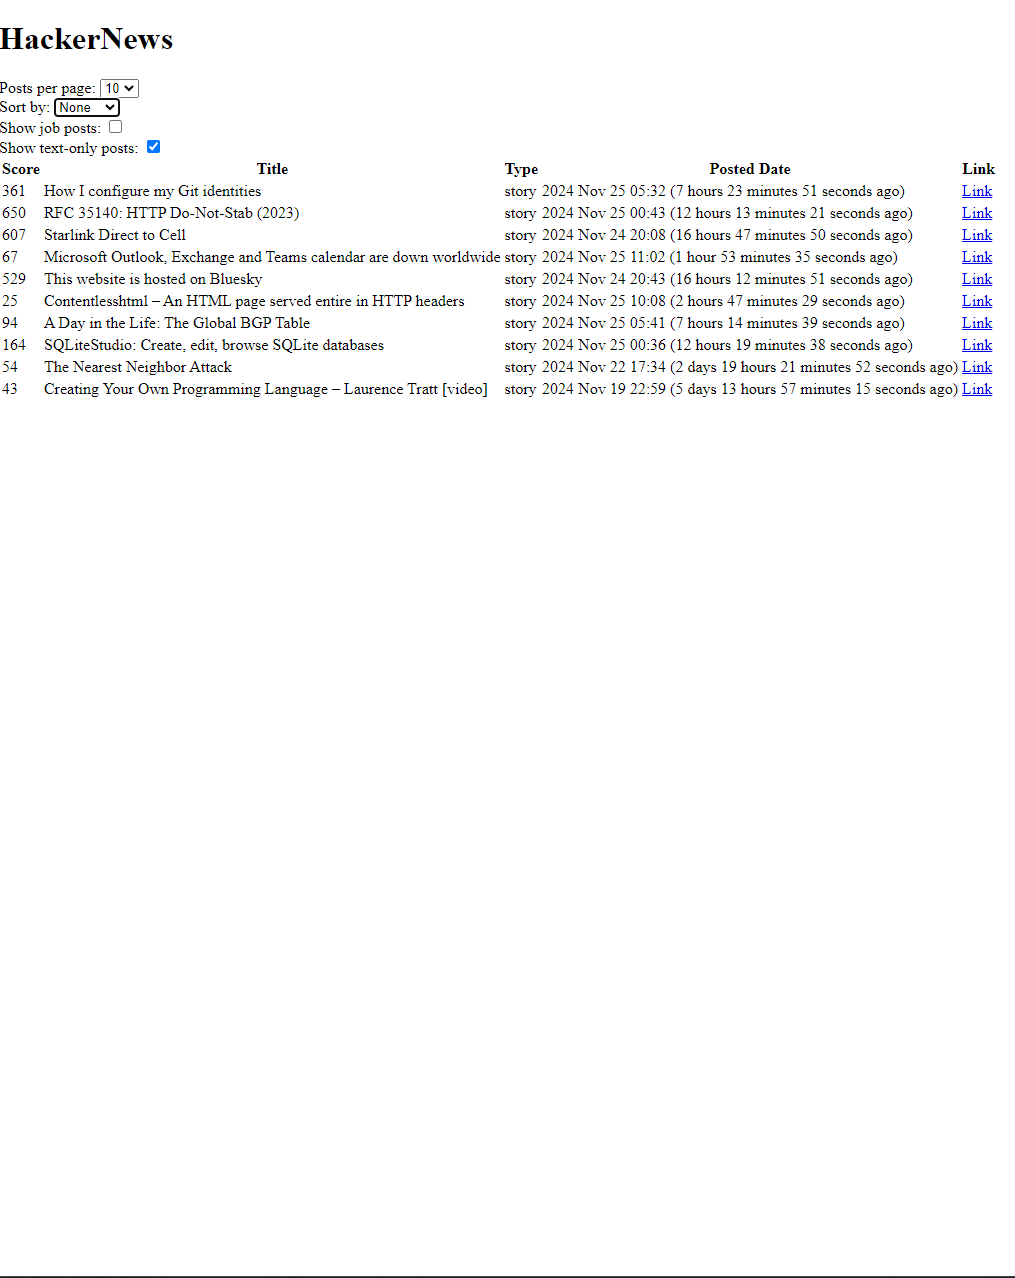 HackerNews
Posts per page: 10
Sort by: None
Show job posts:
Show text-only posts:
Score Title Type Posted Date Link
361 How I configure my Git identities story 2024 Nov 25 05:32 (7 hours 23 minutes 51 seconds ago) Link
650 RFC 35140: HTTP Do-Not-Stab (2023) story 2024 Nov 25 00:43 (12 hours 13 minutes 21 seconds ago) Link
607 Starlink Direct to Cell story 2024 Nov 24 20:08 (16 hours 47 minutes 50 seconds ago) Link
67 Microsoft Outlook, Exchange and Teams calendar are down worldwide story 2024 Nov 25 11:02 (1 hour 53 minutes 35 seconds ago) Link
529 This website is hosted on Bluesky story 2024 Nov 24 20:43 (16 hours 12 minutes 51 seconds ago) Link
25 Contentlesshtml – An HTML page served entire in HTTP headers story 2024 Nov 25 10:08 (2 hours 47 minutes 29 seconds ago) Link
94 A Day in the Life: The Global BGP Table story 2024 Nov 25 05:41 (7 hours 14 minutes 39 seconds ago) Link
164 SQLiteStudio: Create, edit, browse SQLite databases story 2024 Nov 25 00:36 (12 hours 19 minutes 38 seconds ago) Link
54 The Nearest Neighbor Attack story 2024 Nov 22 17:34 (2 days 19 hours 21 minutes 52 seconds ago) Link
43 Creating Your Own Programming Language – Laurence Tratt [video] story 2024 Nov 19 22:59 (5 days 13 hours 57 minutes 15 seconds ago) Link